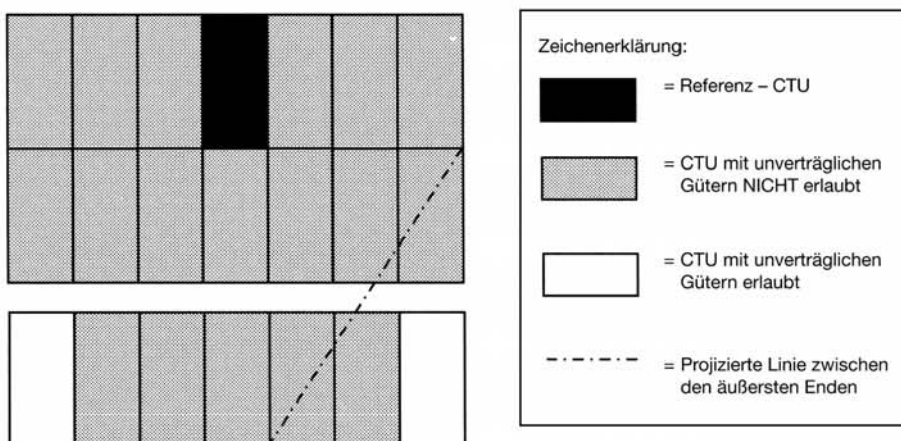 Zeichenerklärung:
= Referenz – CTU
= CTU mit unverträglichen
Gütern NICHT erlaubt
= CTU mit unverträglichen
Gütern erlaubt
= Projizierte Linie zwischen
den äußersten Enden